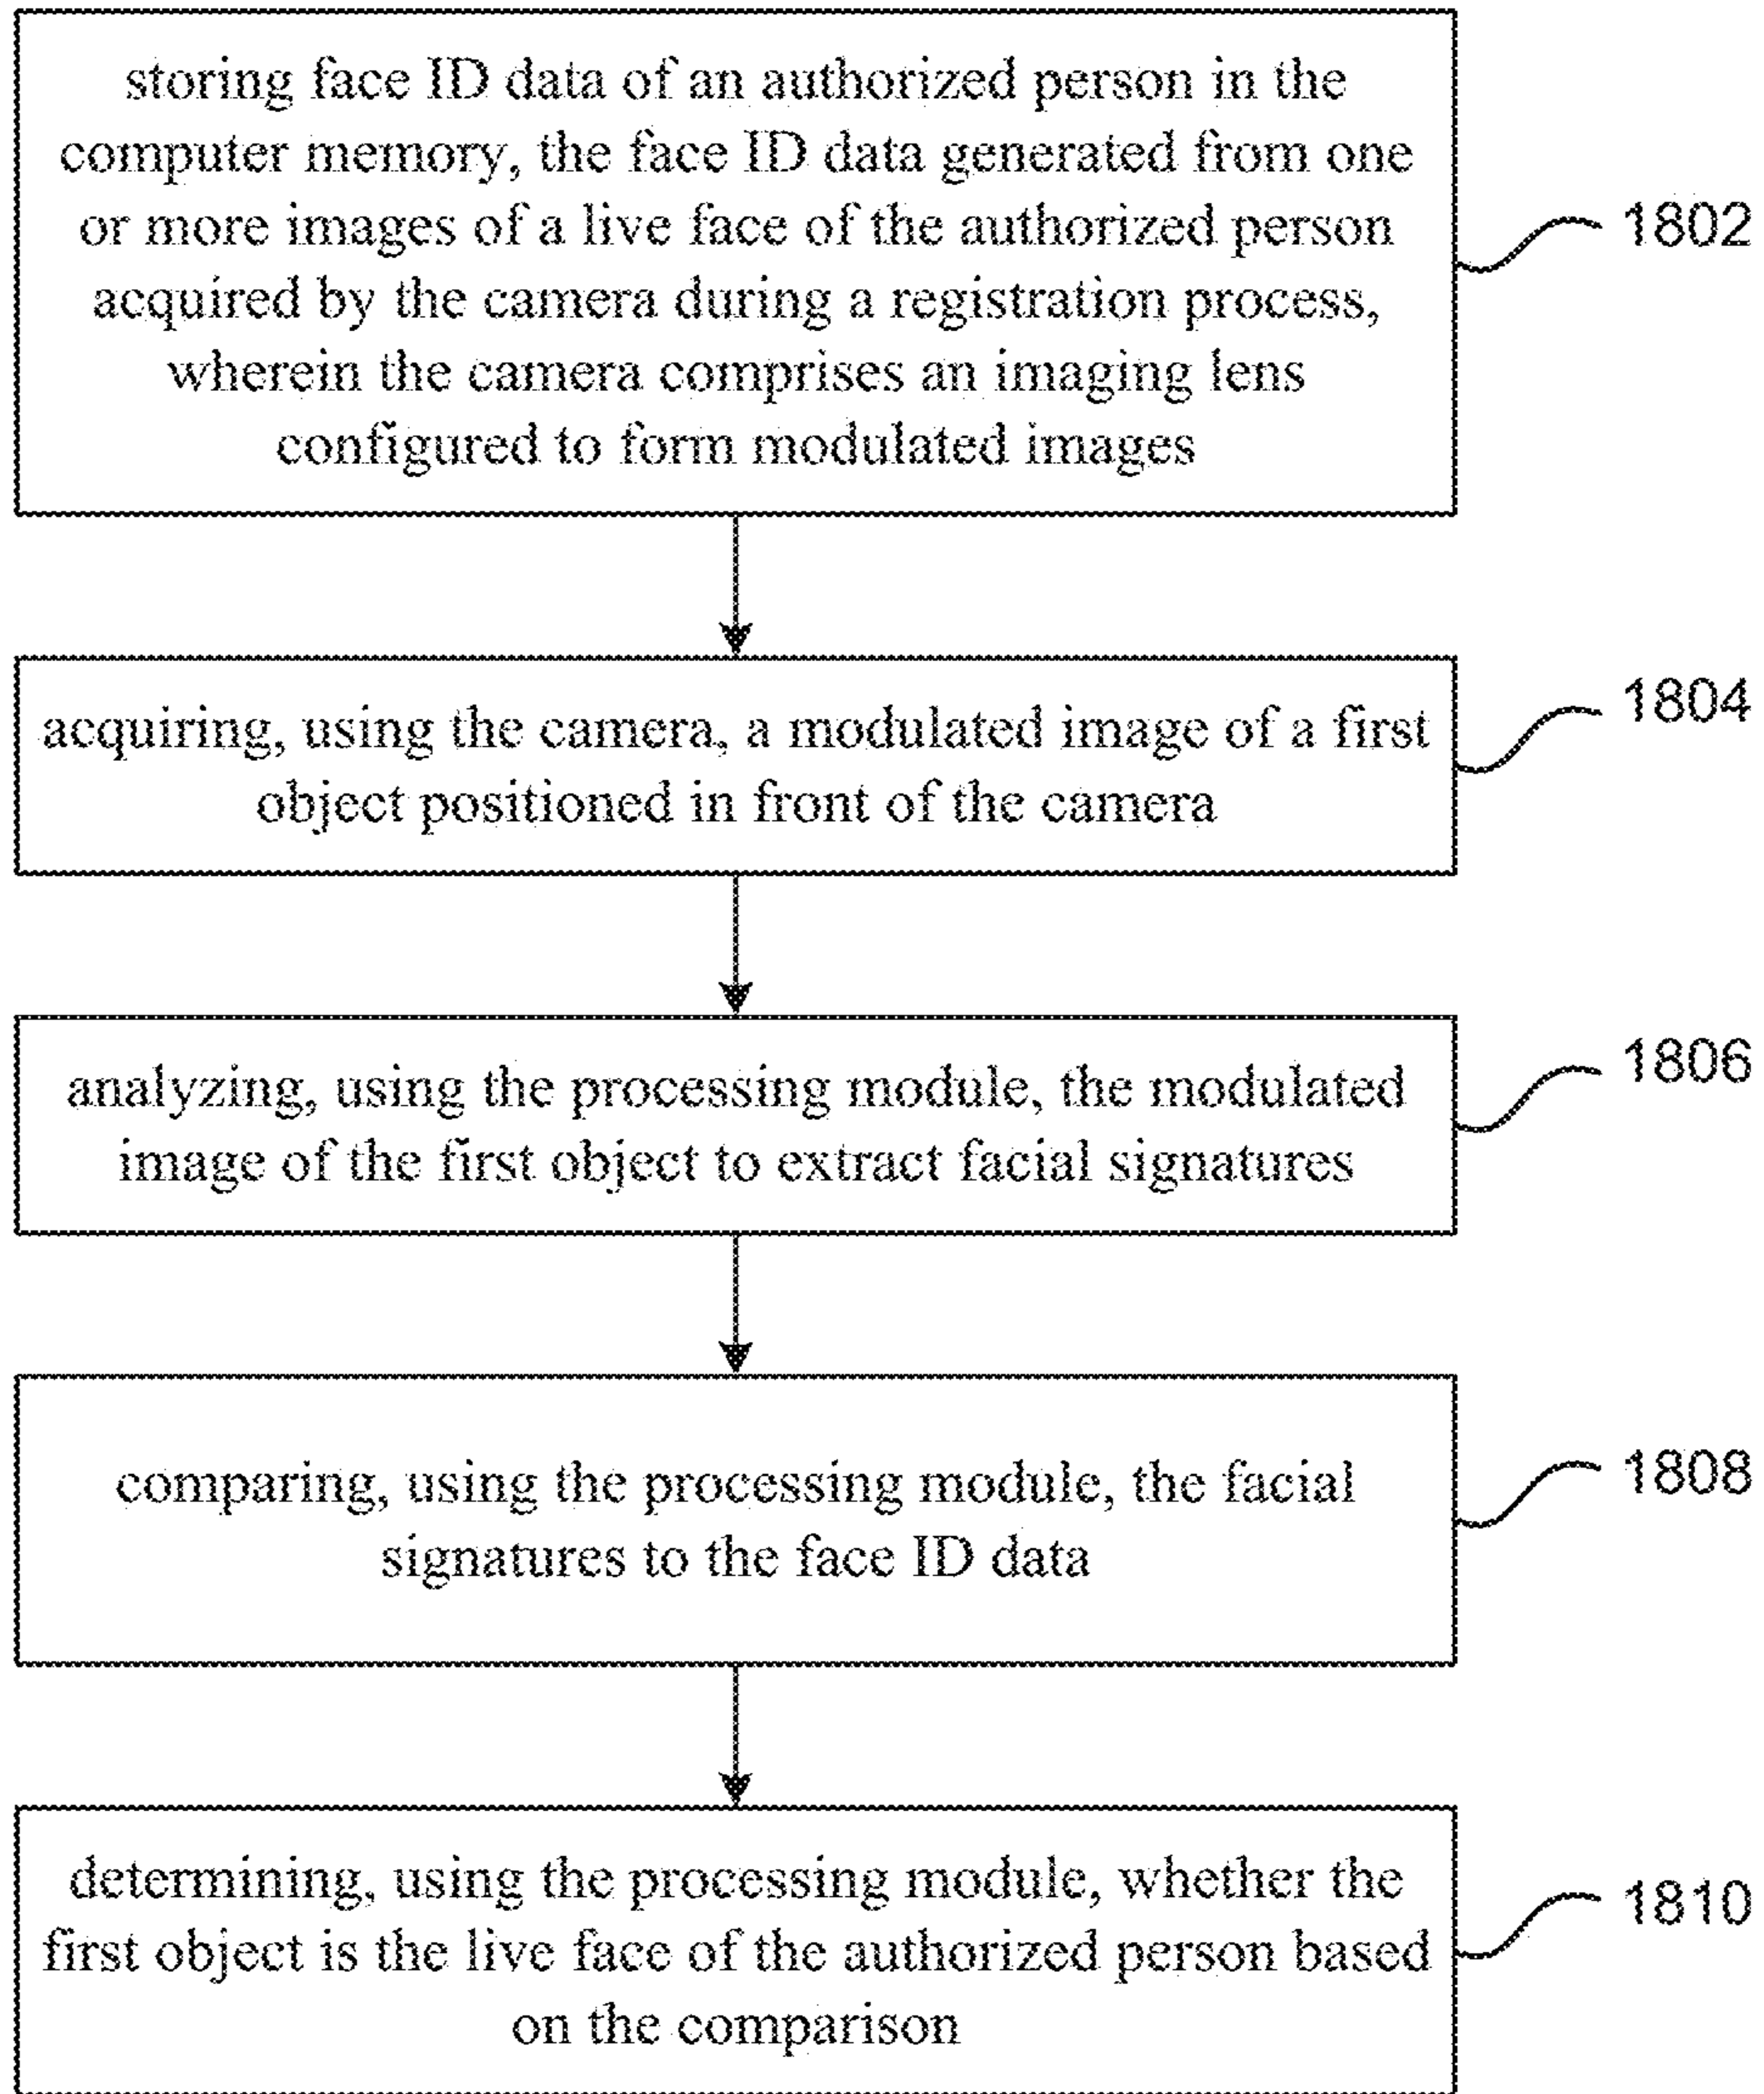 storing face ID data of an authorized person in the
computer memory, the face ID data generated from one
or more images of a live face of the authorized person
acquired by the camera during a registration process,
wherein the camera comprises an imaging lens
configured to form modulated images
1802
acquiring, using the camera, a modulated image of a first
object positioned in front of the camera
1804
analyzing, using the processing module, the modulated
image of the first object to extract facial signatures
1806
comparing, using the processing module, the facial
signatures to the face ID data
1808
determining, using the processing module, whether the
first object is the live face of the authorized person based
on the comparison
1810